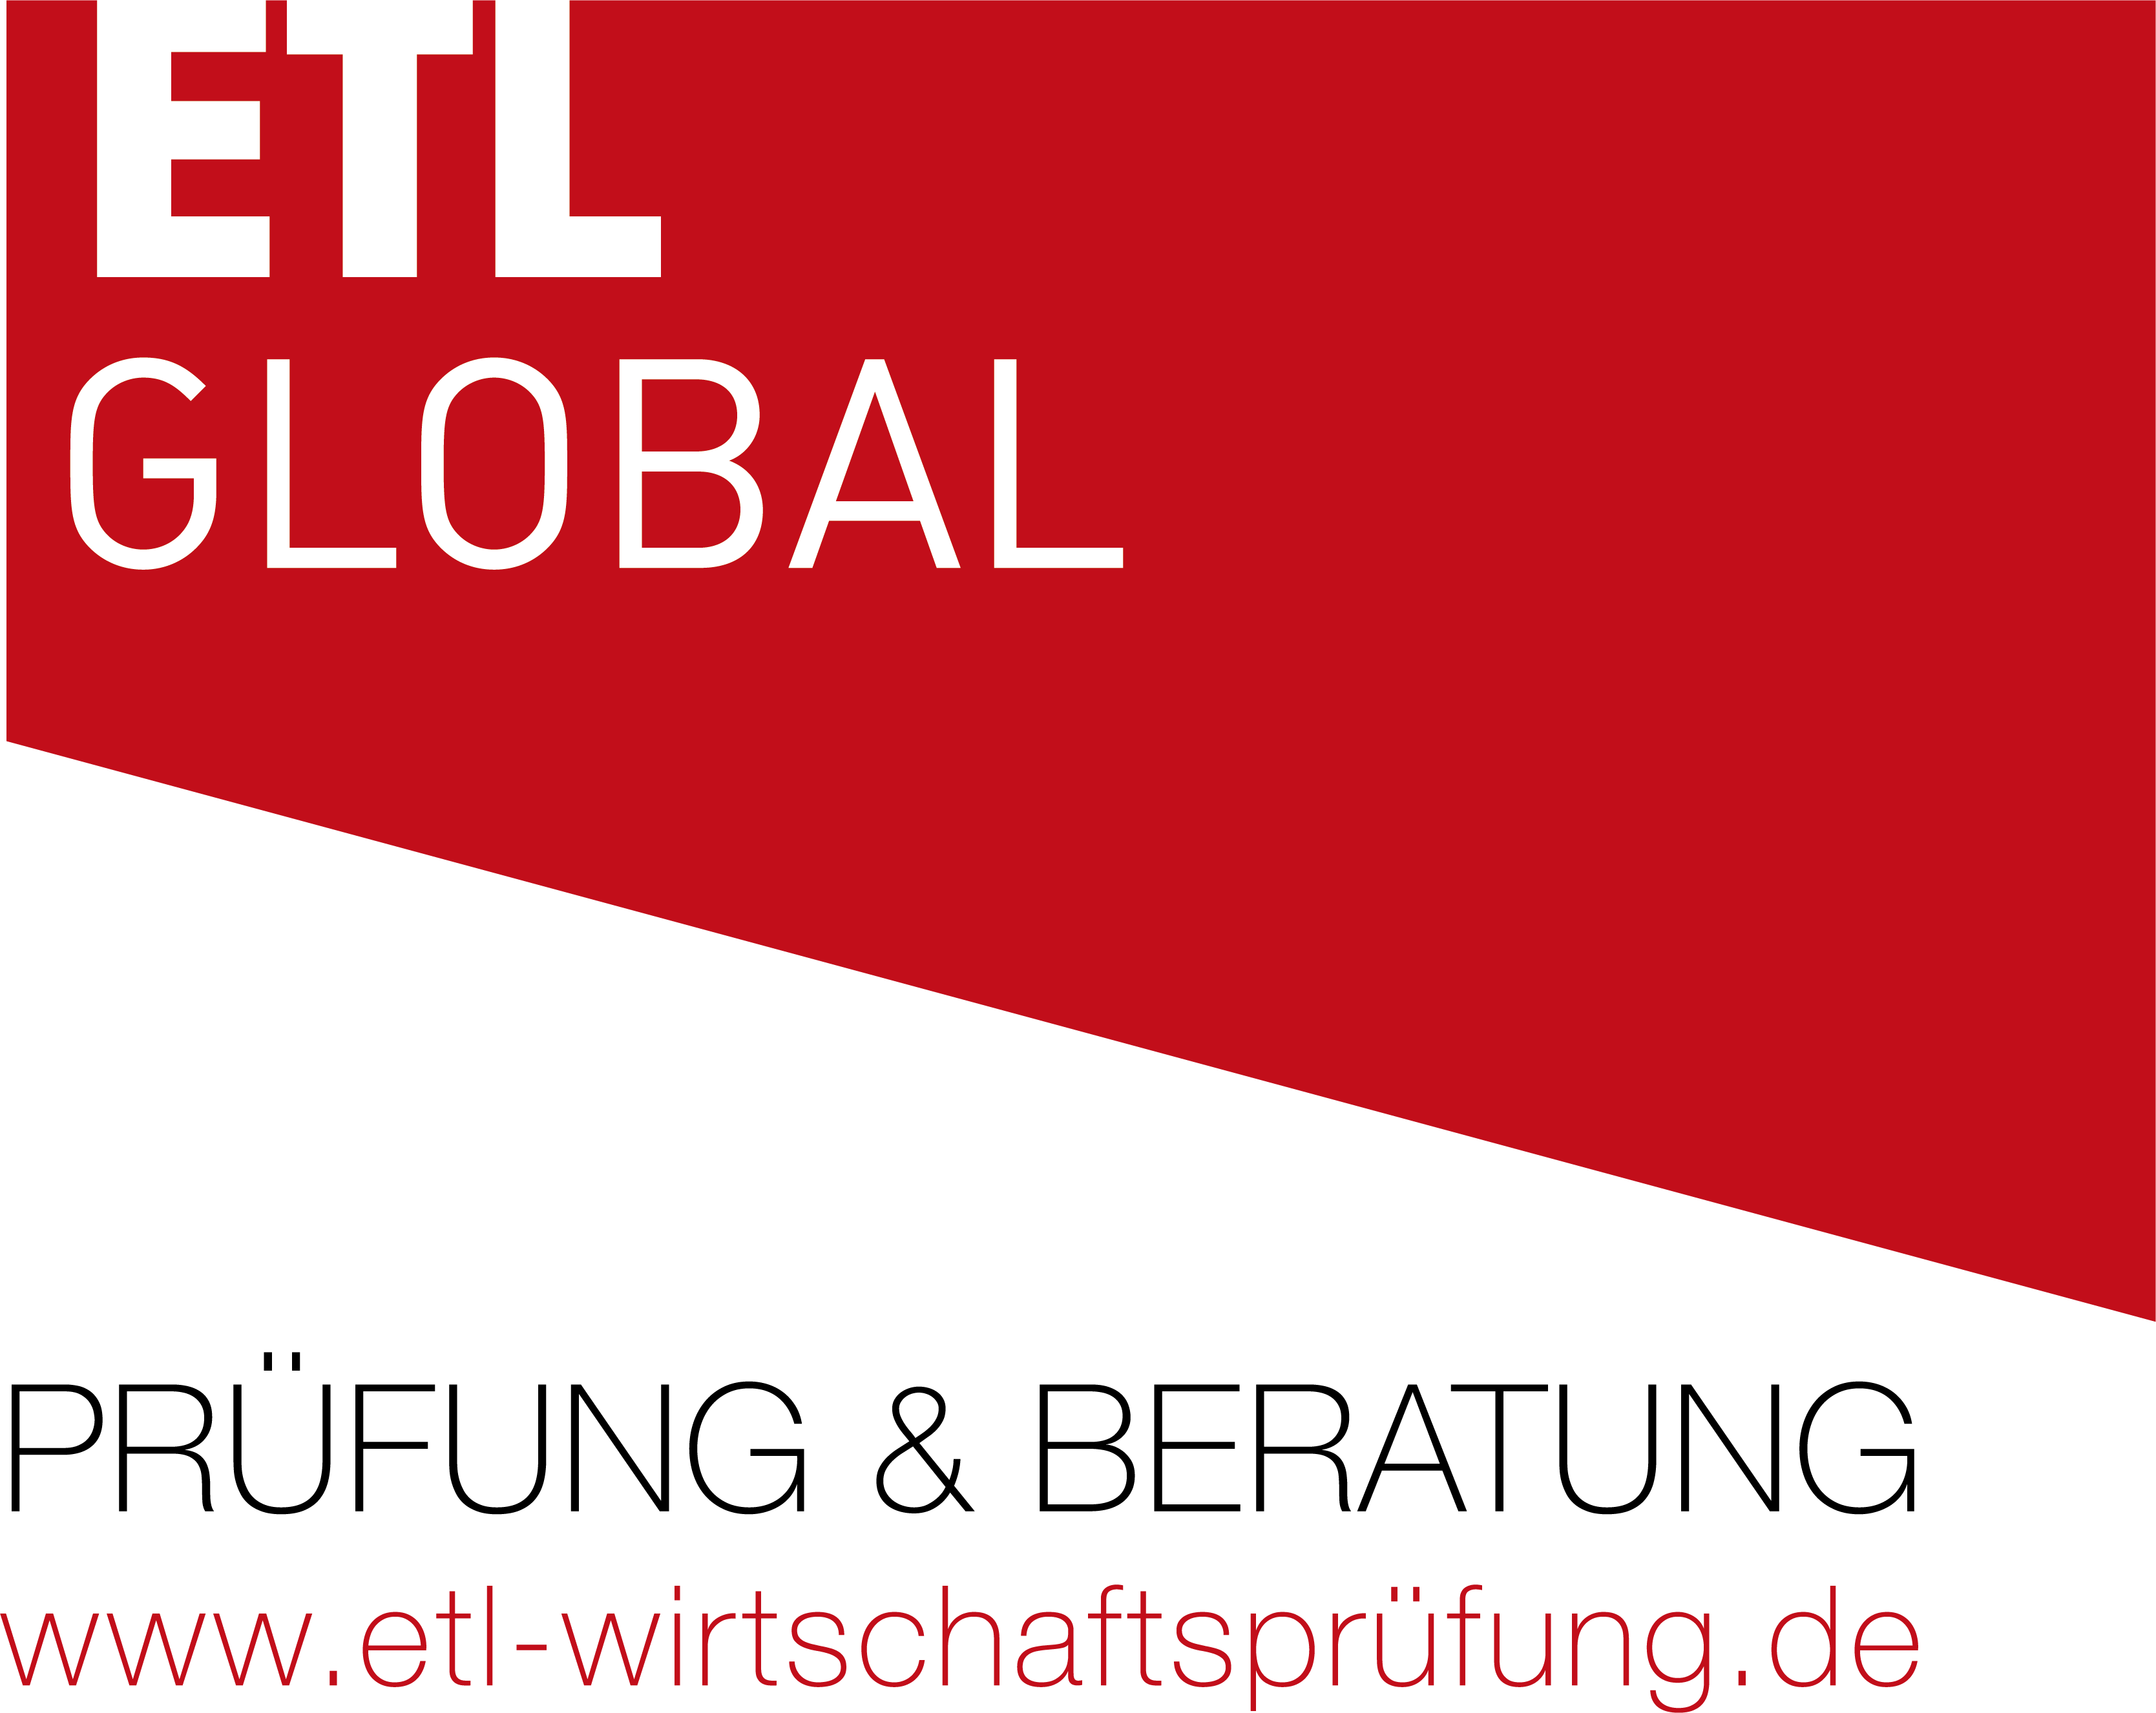 ETL
GLOBAL
PRÜFUNG & BERATUNG
www.etl-wirtschaftsprüfung.de